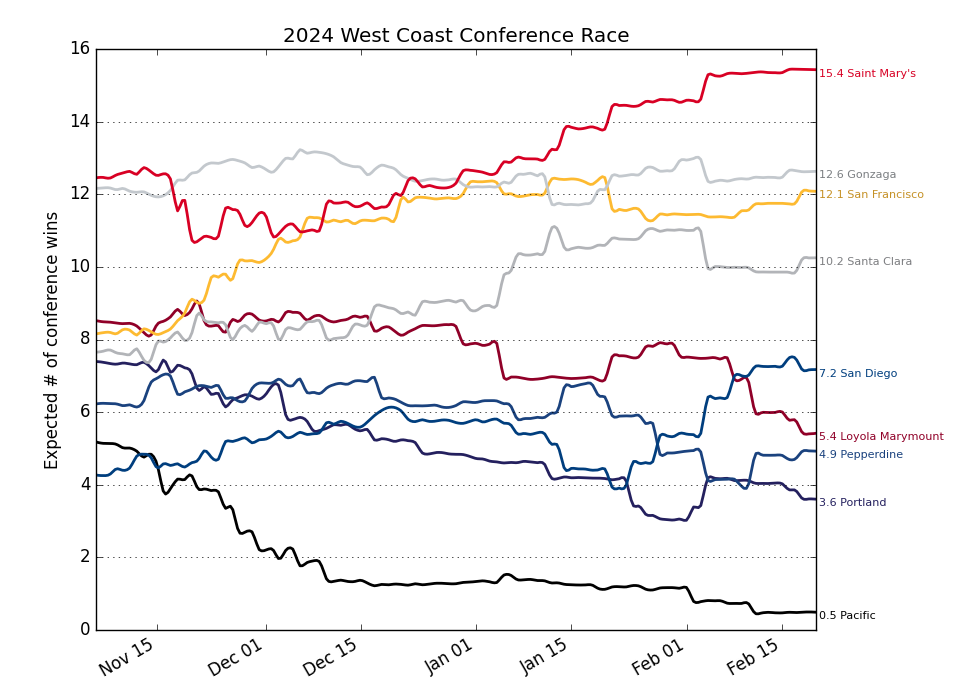 2024 West Coast Conference Race
Expected # of conference wins
16
14
12
10
8
6
4
2
0
15.4 Saint Mary's
12.6 Gonzaga
12.1 San Francisco
10.2 Santa Clara
7.2 San Diego
5.4 Loyola Marymount
4.9 Pepperdine
3.6 Portland
0.5 Pacific
Nov 15
Dec 01
Dec 15
Jan 01
Jan 15
Feb 01
Feb 15